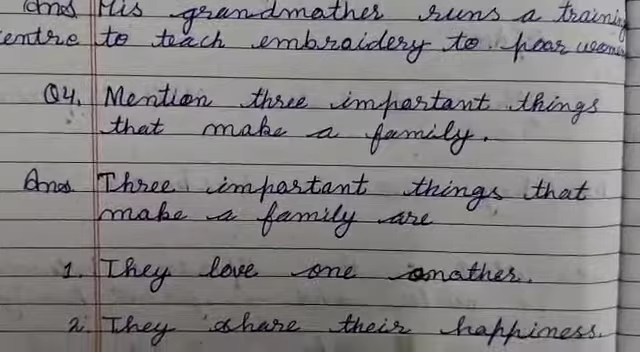 Ans His grandmother runs a training
centre to teach embroidery to poor women
Q4. Mention three important things
that make a family.
Ans Three important things that
make a family are
1. They love one another.
2. They share their happiness.